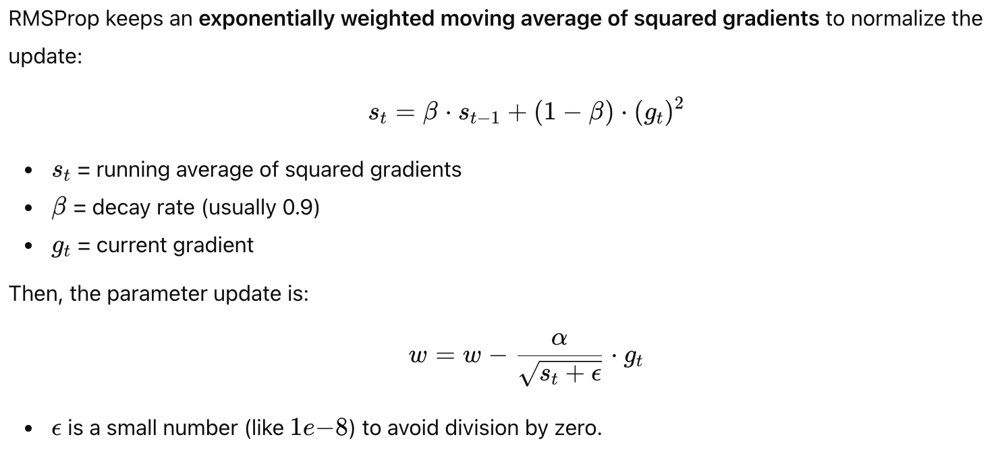 RMSProp keeps an exponentially weighted moving average of squared gradients to normalize the
update:
$s_t = \beta \cdot s_{t-1} + (1 - \beta) \cdot (g_t)^2$
• $s_t$ = running average of squared gradients
• $\beta$ = decay rate (usually 0.9)
• $g_t$ = current gradient
Then, the parameter update is:
$w = w - \frac{\alpha}{\sqrt{s_t + \epsilon}} \cdot g_t$
• $\epsilon$ is a small number (like $1e{-}8$) to avoid division by zero.